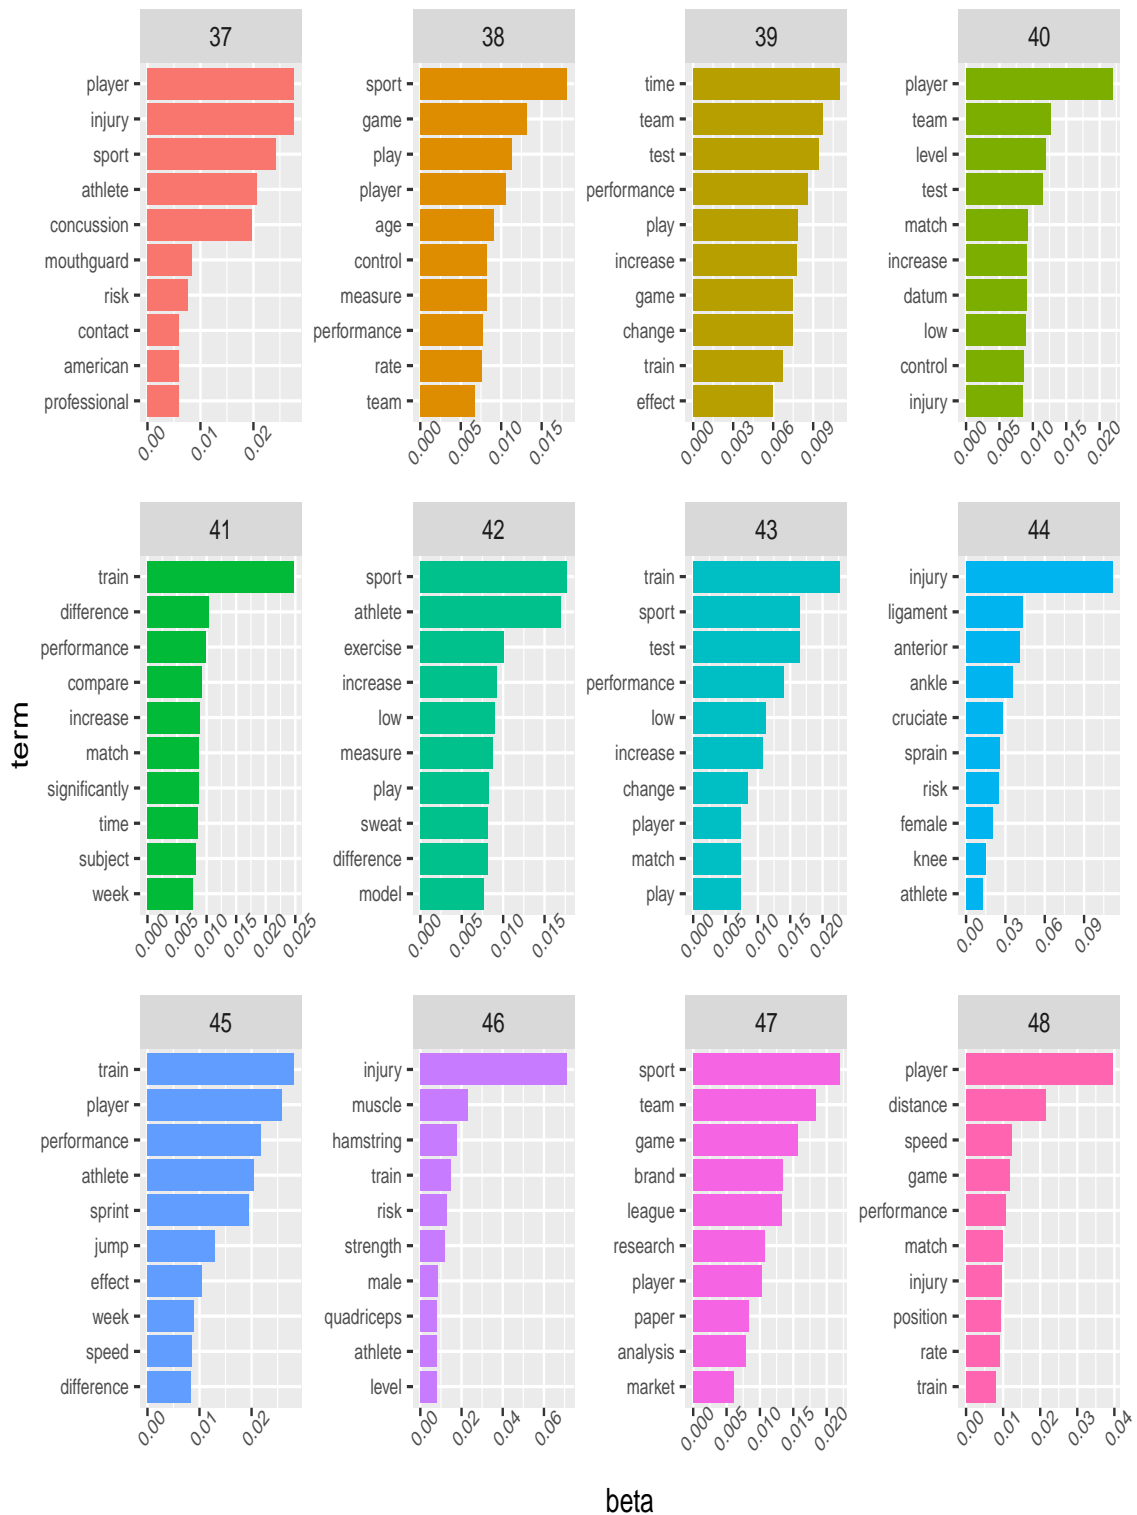 37
player
injury
sport
athlete
concussion
mouthguard
risk
contact
american
professional
0.00 0.01 0.02
38
sport
game
play
player
age
control
measure
performance
rate
team
0.000 0.005 0.010 0.015
39
time
team
test
performance
play
increase
game
change
train
effect
0.000 0.003 0.006 0.009
40
player
team
level
test
match
increase
datum
low
control
injury
0.000 0.005 0.010 0.015 0.020
41
train
difference
performance
compare
increase
match
significantly
time
subject
week
0.000 0.005 0.010 0.015 0.020 0.025
42
sport
athlete
exercise
increase
low
measure
play
sweat
difference
model
0.000 0.005 0.010 0.015
43
train
sport
test
performance
low
increase
change
player
match
play
0.000 0.005 0.010 0.015 0.020
44
injury
ligament
anterior
ankle
cruciate
sprain
risk
female
knee
athlete
0.00 0.03 0.06 0.09
45
train
player
performance
athlete
sprint
jump
effect
week
speed
difference
0.00 0.01 0.02
46
injury
muscle
hamstring
train
risk
strength
male
quadriceps
athlete
level
0.00 0.02 0.04 0.06
47
sport
team
game
brand
league
research
player
paper
analysis
market
0.000 0.005 0.010 0.015 0.020
48
player
distance
speed
game
performance
match
injury
position
rate
train
0.00 0.01 0.02 0.03 0.04
term
beta